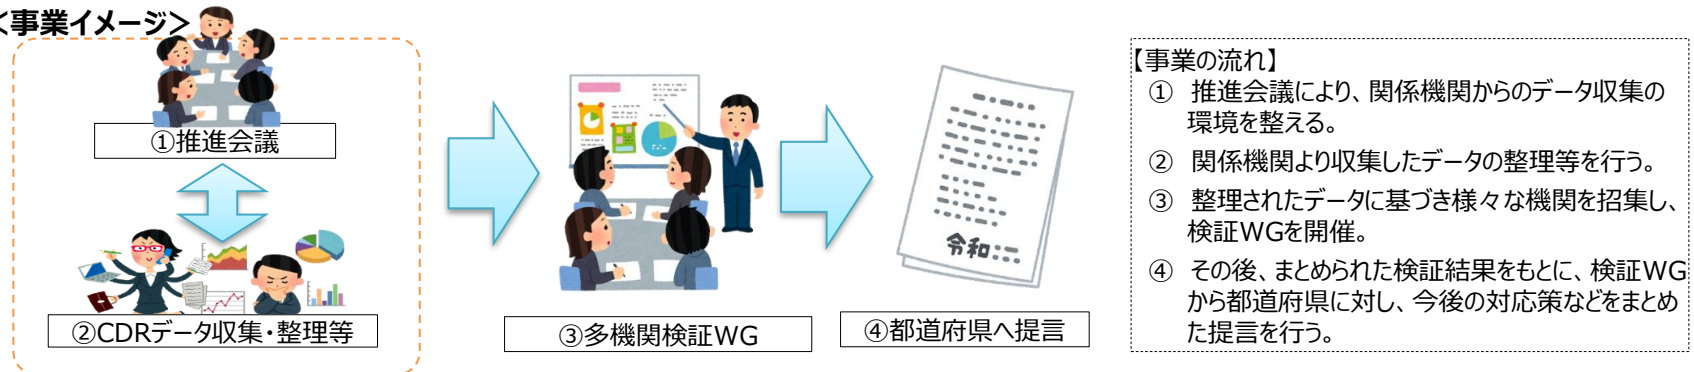 <事業イメージ>
①推進会議
②CDRデータ収集・整理等
③多機関検証WG
令和
④都道府県へ提言
【事業の流れ】
① 推進会議により、関係機関からのデータ収集の
環境を整える。
② 関係機関より収集したデータの整理等を行う。
③ 整理されたデータに基づき様々な機関を招集し、
検証WGを開催。
④ その後、まとめられた検証結果をもとに、検証WG
から都道府県に対し、今後の対応策などをまとめ
た提言を行う。